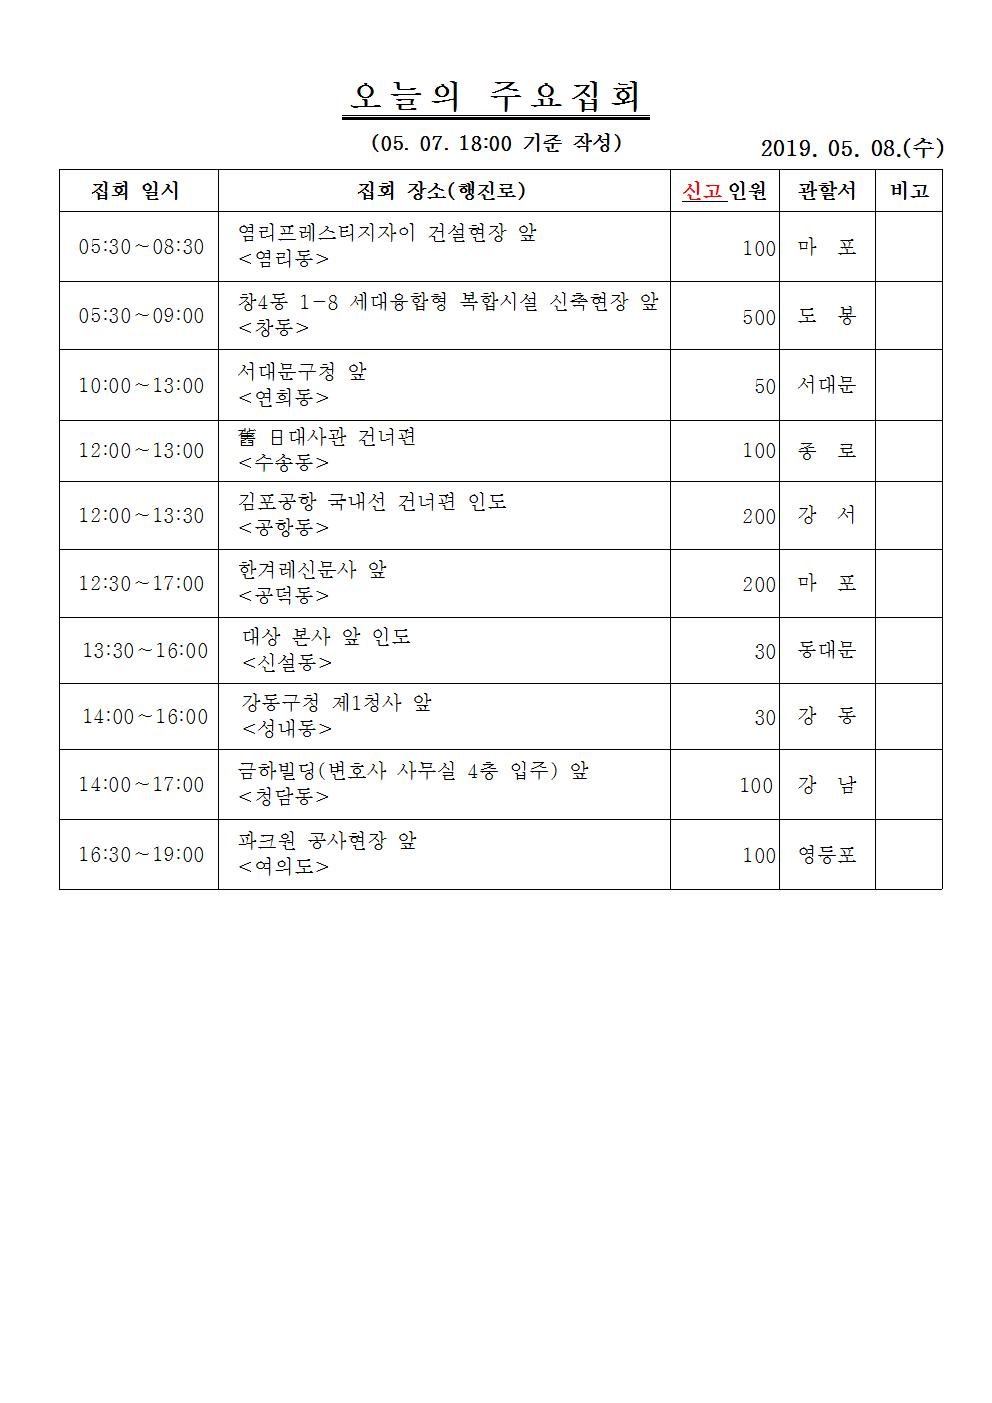 오늘의 주요집회
(05. 07. 18:00 기준 작성)
2019. 05. 08.(수)
집회 일시 집회 장소(행진로) 신고인원 관할서 비고
05:30~08:30 염리프레스티지자이 건설현장 앞 100 마 포
<염리동>
05:30~09:00 창4동 1-8 세대융합형 복합시설 신축현장 앞 500 도 봉
<창동>
10:00~13:00 서대문구청 앞 50 서대문
<연희동>
12:00~13:00 舊 日대사관 건너편 100 종 로
<수송동>
12:00~13:30 김포공항 국내선 건너편 인도 200 강 서
<공항동>
12:30~17:00 한겨레신문사 앞 200 마 포
<공덕동>
13:30~16:00 대상 본사 앞 인도 30 동대문
<신설동>
14:00~16:00 강동구청 제1청사 앞 30 강 동
<성내동>
14:00~17:00 금하빌딩(변호사 사무실 4층 입주) 앞 100 강 남
<청담동>
16:30~19:00 파크원 공사현장 앞 100 영등포
<여의도>